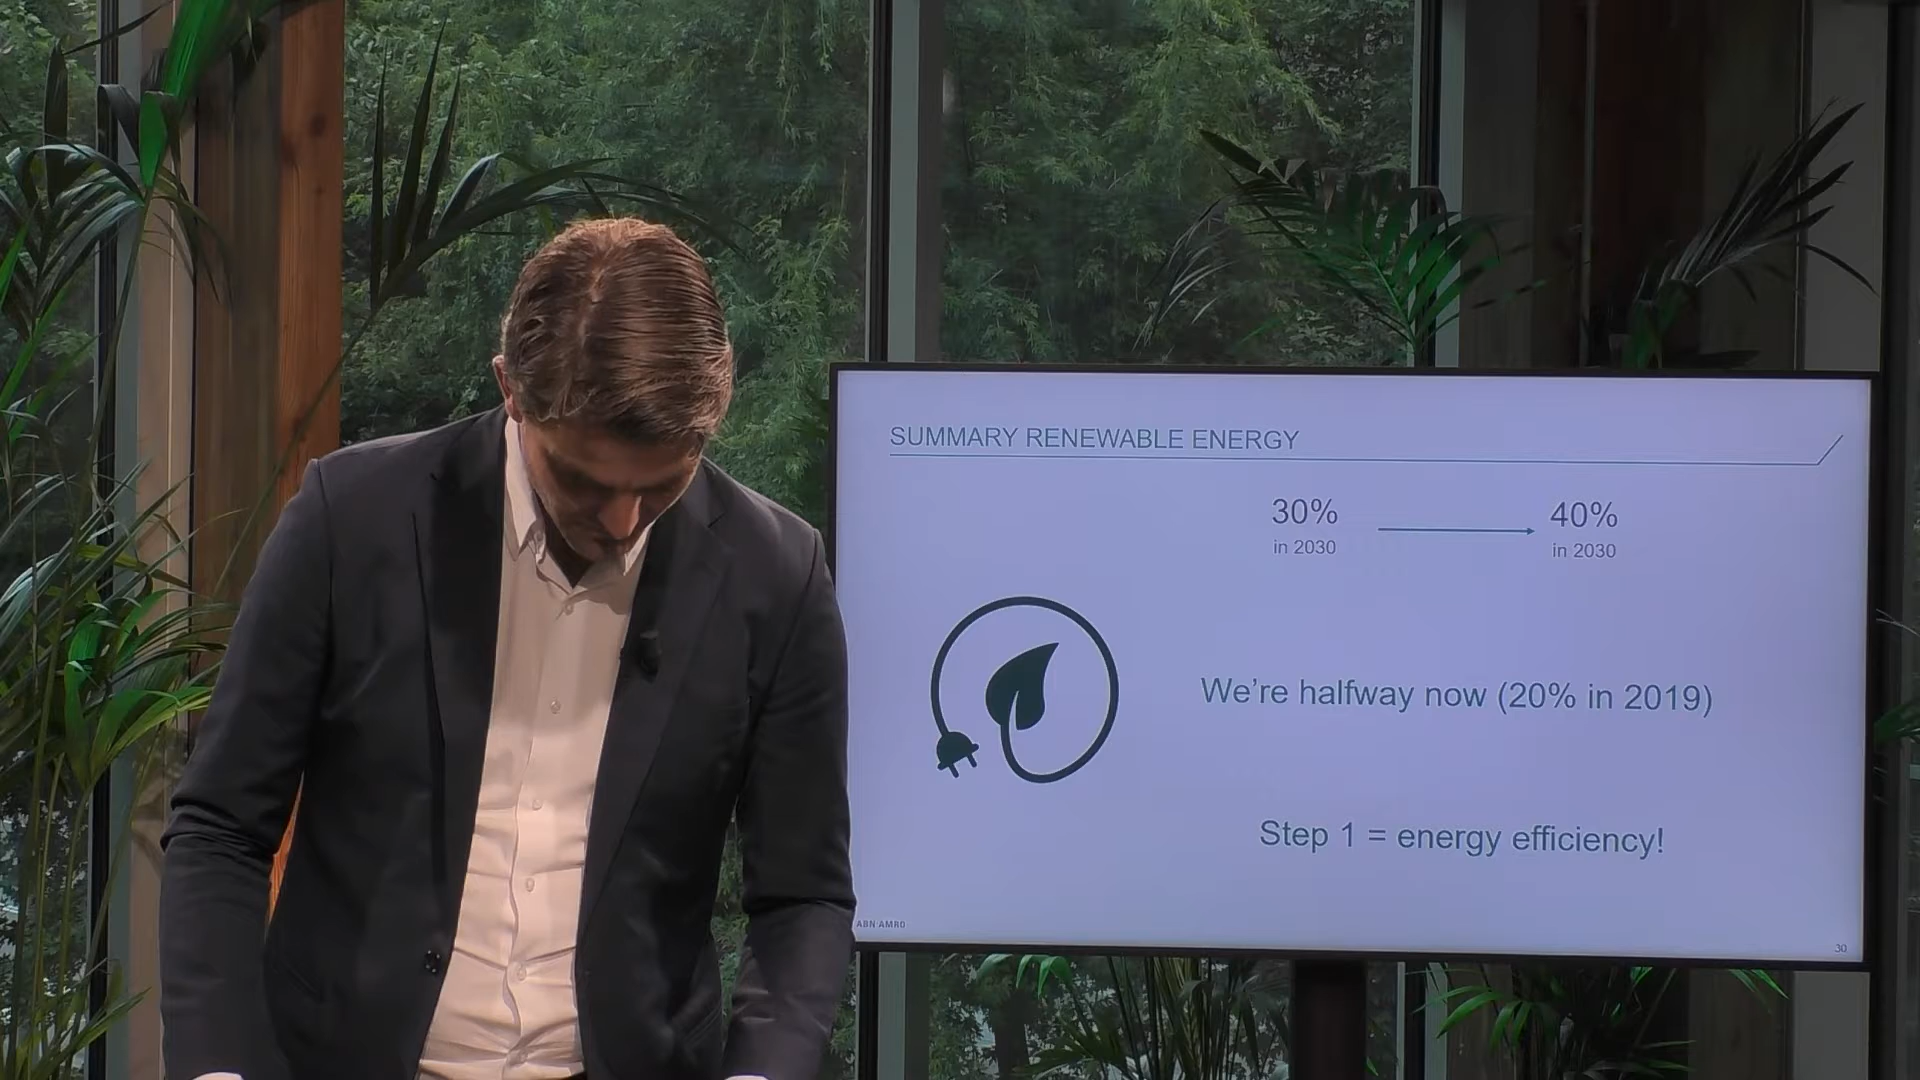 SUMMARY RENEWABLE ENERGY
30%
in 2030
40%
in 2030
We're halfway now (20% in 2019)
Step 1 = energy efficiency!
ABN·AMRO
30